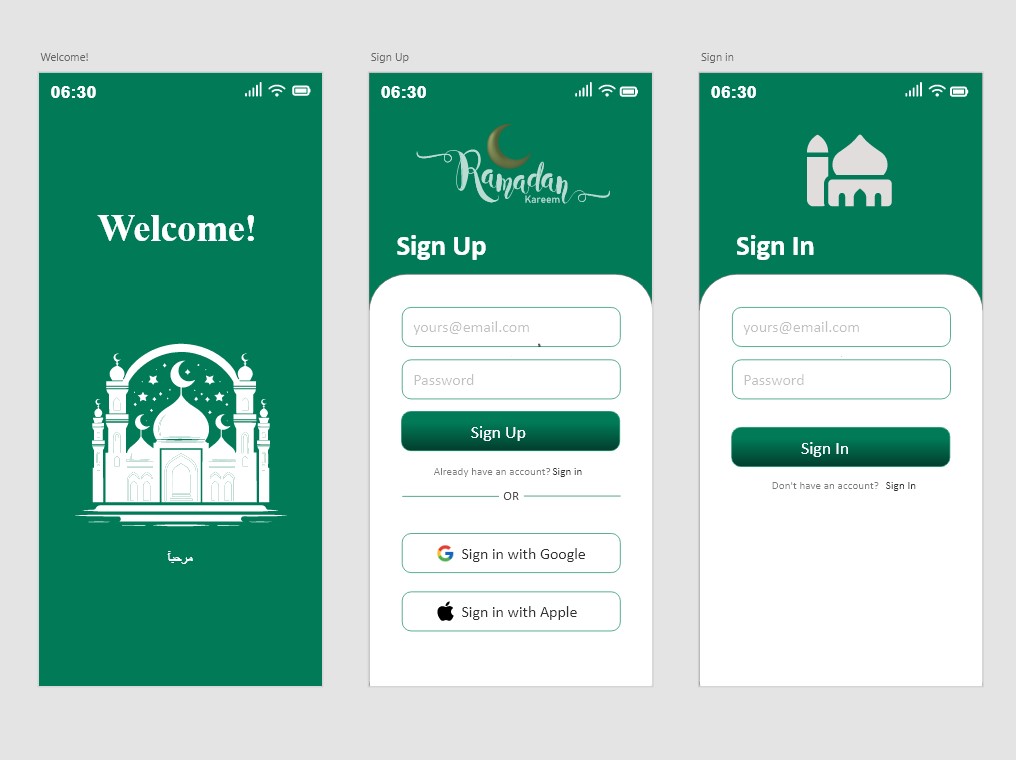 Welcome!
06:30
Welcome!
مرحباً
Sign Up
06:30
Ramadan
Kareem
Sign Up
yours@email.com
Password
Sign Up
Already have an account? Sign in
OR
Sign in with Google
Sign in with Apple
Sign in
06:30
Sign In
yours@email.com
Password
Sign In
Don't have an account? Sign In